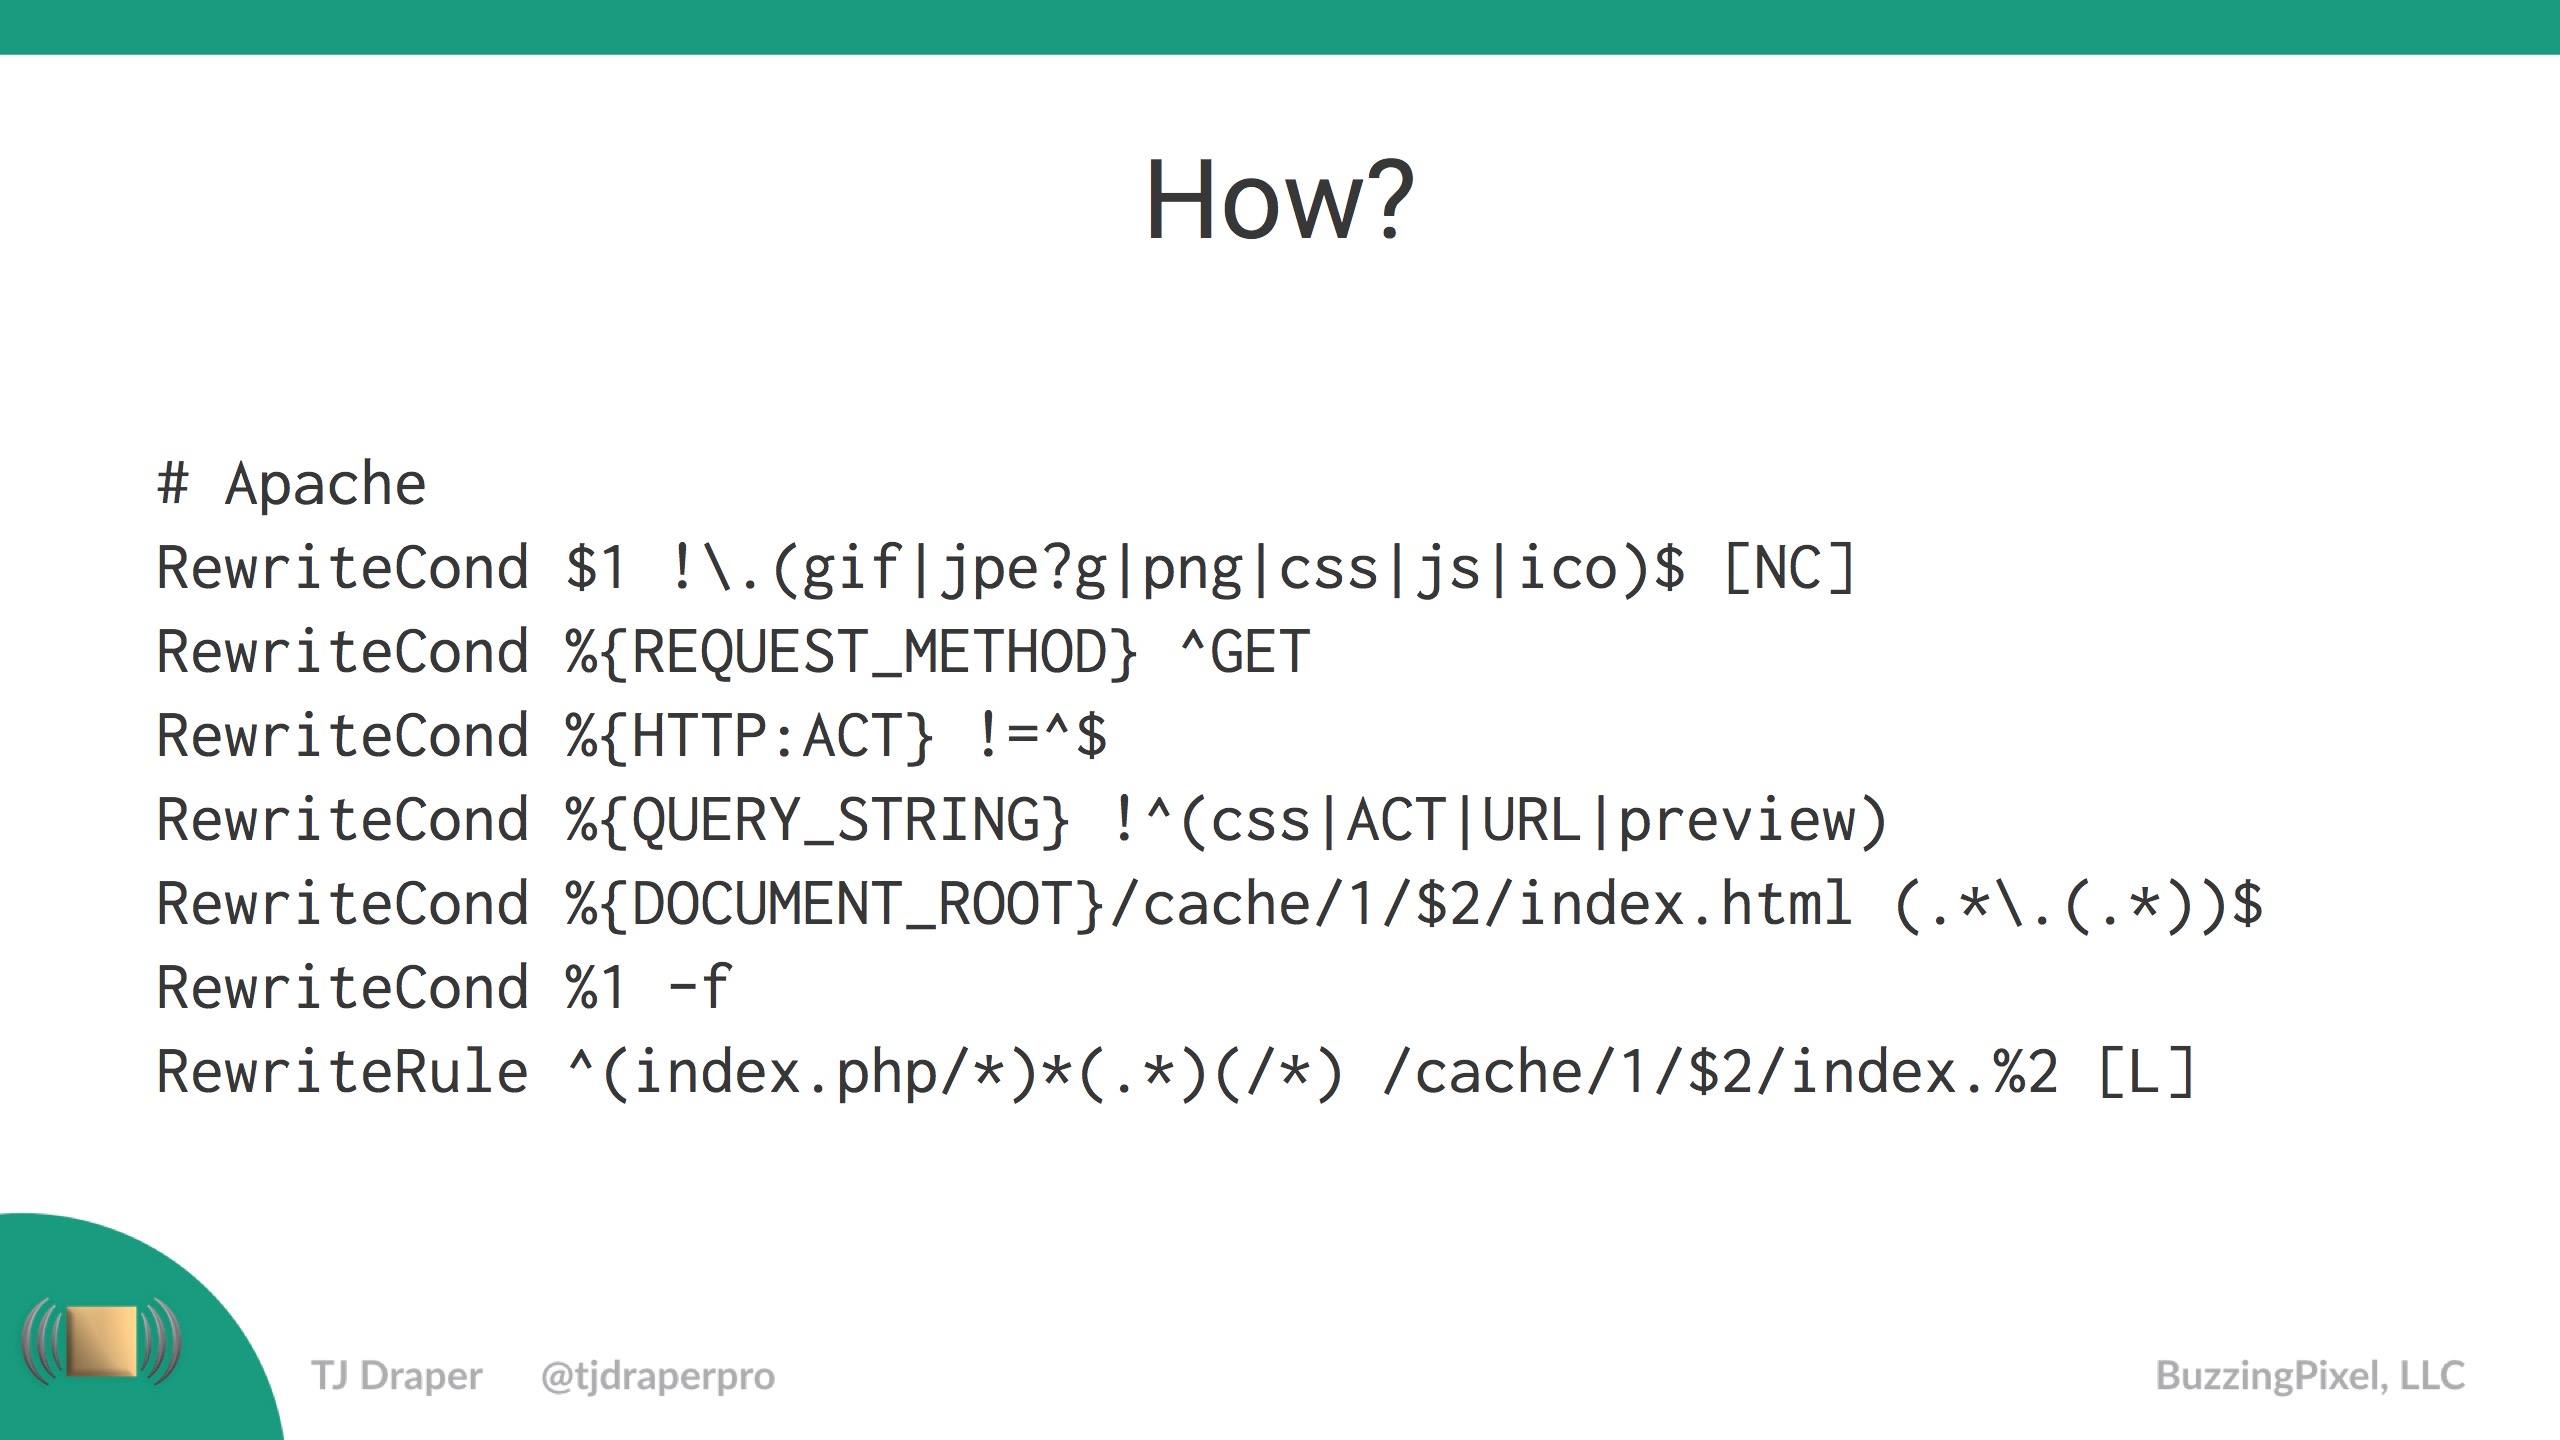 How?
# Apache
RewriteCond $1 !\.(gif|jpe?g|png|css|js|ico)$ [NC]
RewriteCond %{REQUEST_METHOD} ^GET
RewriteCond %{HTTP:ACT} !=^$
RewriteCond %{QUERY_STRING} !^(css|ACT|URL|preview)
RewriteCond %{DOCUMENT_ROOT}/cache/1/$2/index.html (.*\.(.*))$
RewriteCond %1 -f
RewriteRule ^(index.php/*)*(.*)(/*) /cache/1/$2/index.%2 [L]
TJ Draper @tjdraperpro BuzzingPixel, LLC